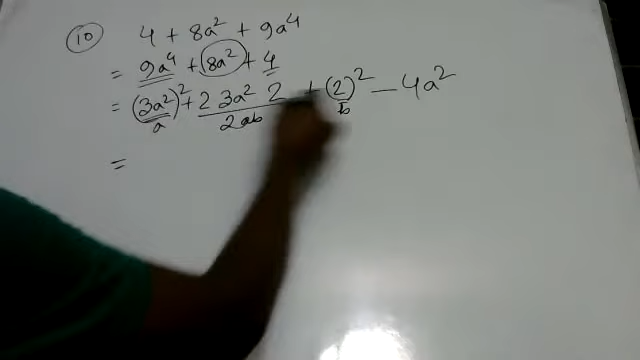 10 4 + 8a² + 9a⁴
= 9a⁴ + 8a² + 4
= (3a²)² + 2 3a² 2 + (2)² - 4a²
a 2ab b
=